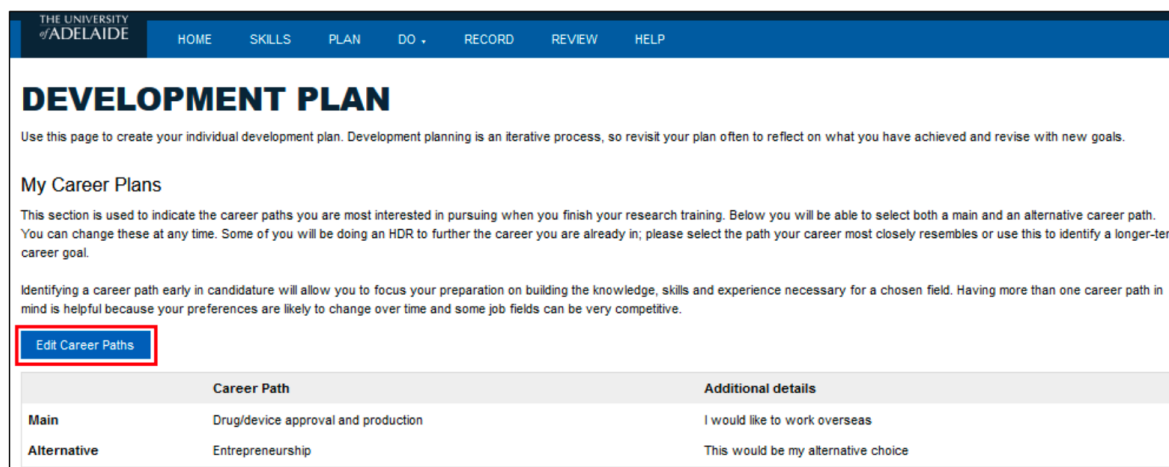 THE UNIVERSITY
of ADELAIDE
HOME SKILLS PLAN DO RECORD REVIEW HELP
DEVELOPMENT PLAN
Use this page to create your individual development plan. Development planning is an iterative process, so revisit your plan often to reflect on what you have achieved and revise with new goals.
My Career Plans
This section is used to indicate the career paths you are most interested in pursuing when you finish your research training. Below you will be able to select both a main and an alternative career path.
You can change these at any time. Some of you will be doing an HDR to further the career you are already in; please select the path your career most closely resembles or use this to identify a longer-ter
career goal.
Identifying a career path early in candidature will allow you to focus your preparation on building the knowledge, skills and experience necessary for a chosen field. Having more than one career path in
mind is helpful because your preferences are likely to change over time and some job fields can be very competitive.
Edit Career Paths
Career Path Additional details
Main Drug/device approval and production I would like to work overseas
Alternative Entrepreneurship This would be my alternative choice